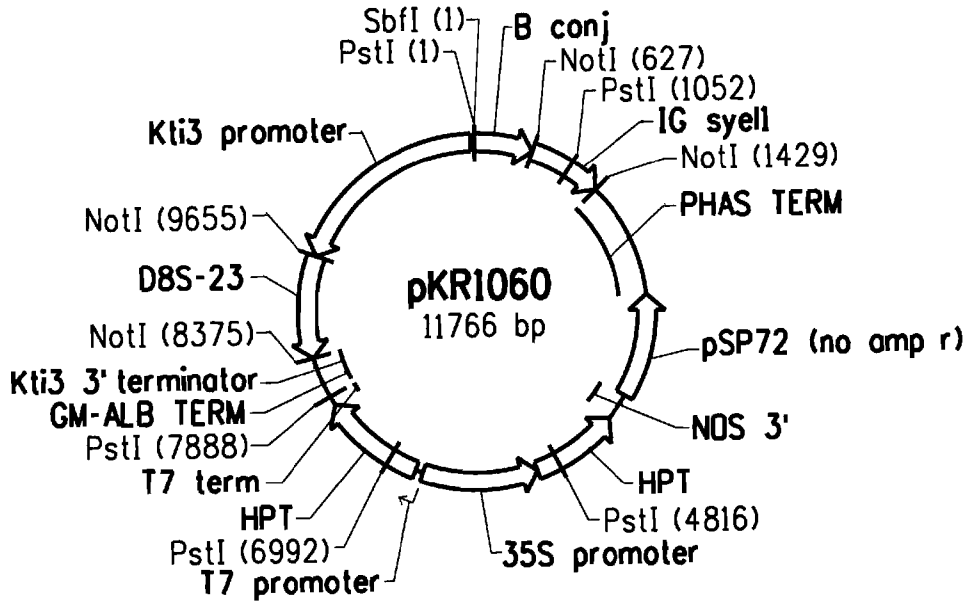 SbfI (1)
B conj
PstI (1)
NotI (627)
PstI (1052)
IG syell
Kti3 promoter
NotI (1429)
PHAS TERM
NotI (9655)
D8S-23
pKR1060
11766 bp
NotI (8375)
pSP72 (no amp r)
Kti3 3' terminator
GM-ALB TERM
NOS 3'
PstI (7888)
T7 term
HPT
HPT
PstI (4816)
PstI (6992)
35S promoter
T7 promoter